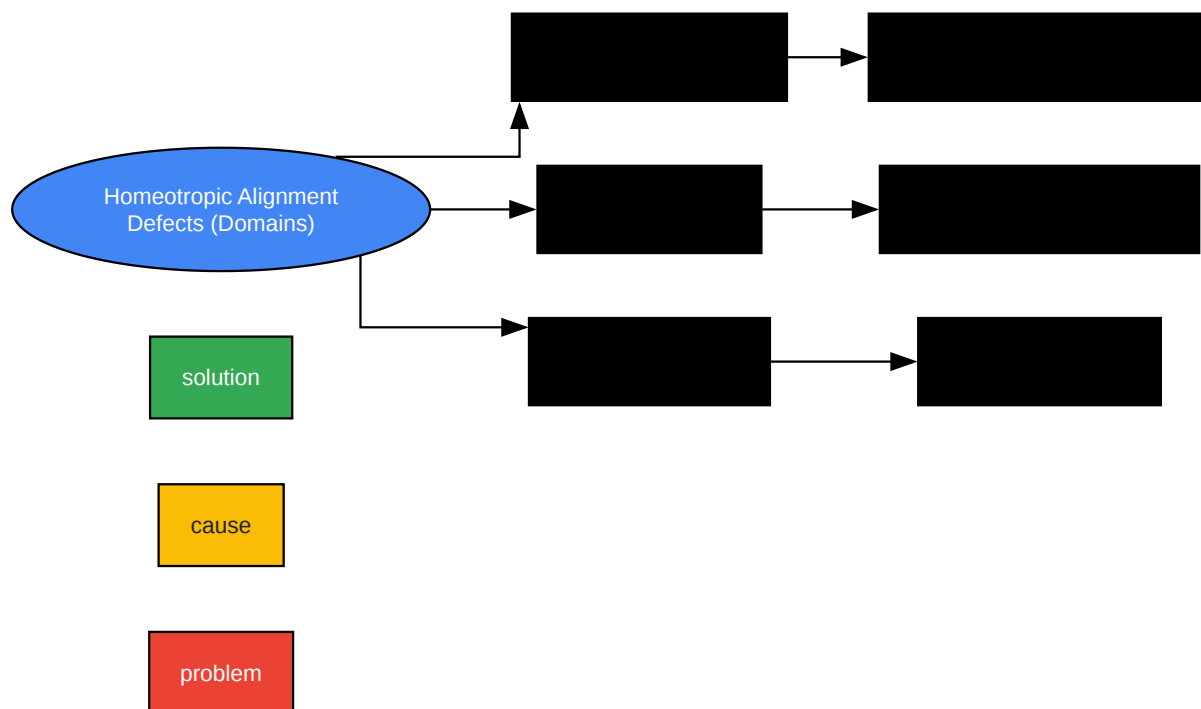 Homeotropic Alignment
Defects (Domains)
solution
cause
problem